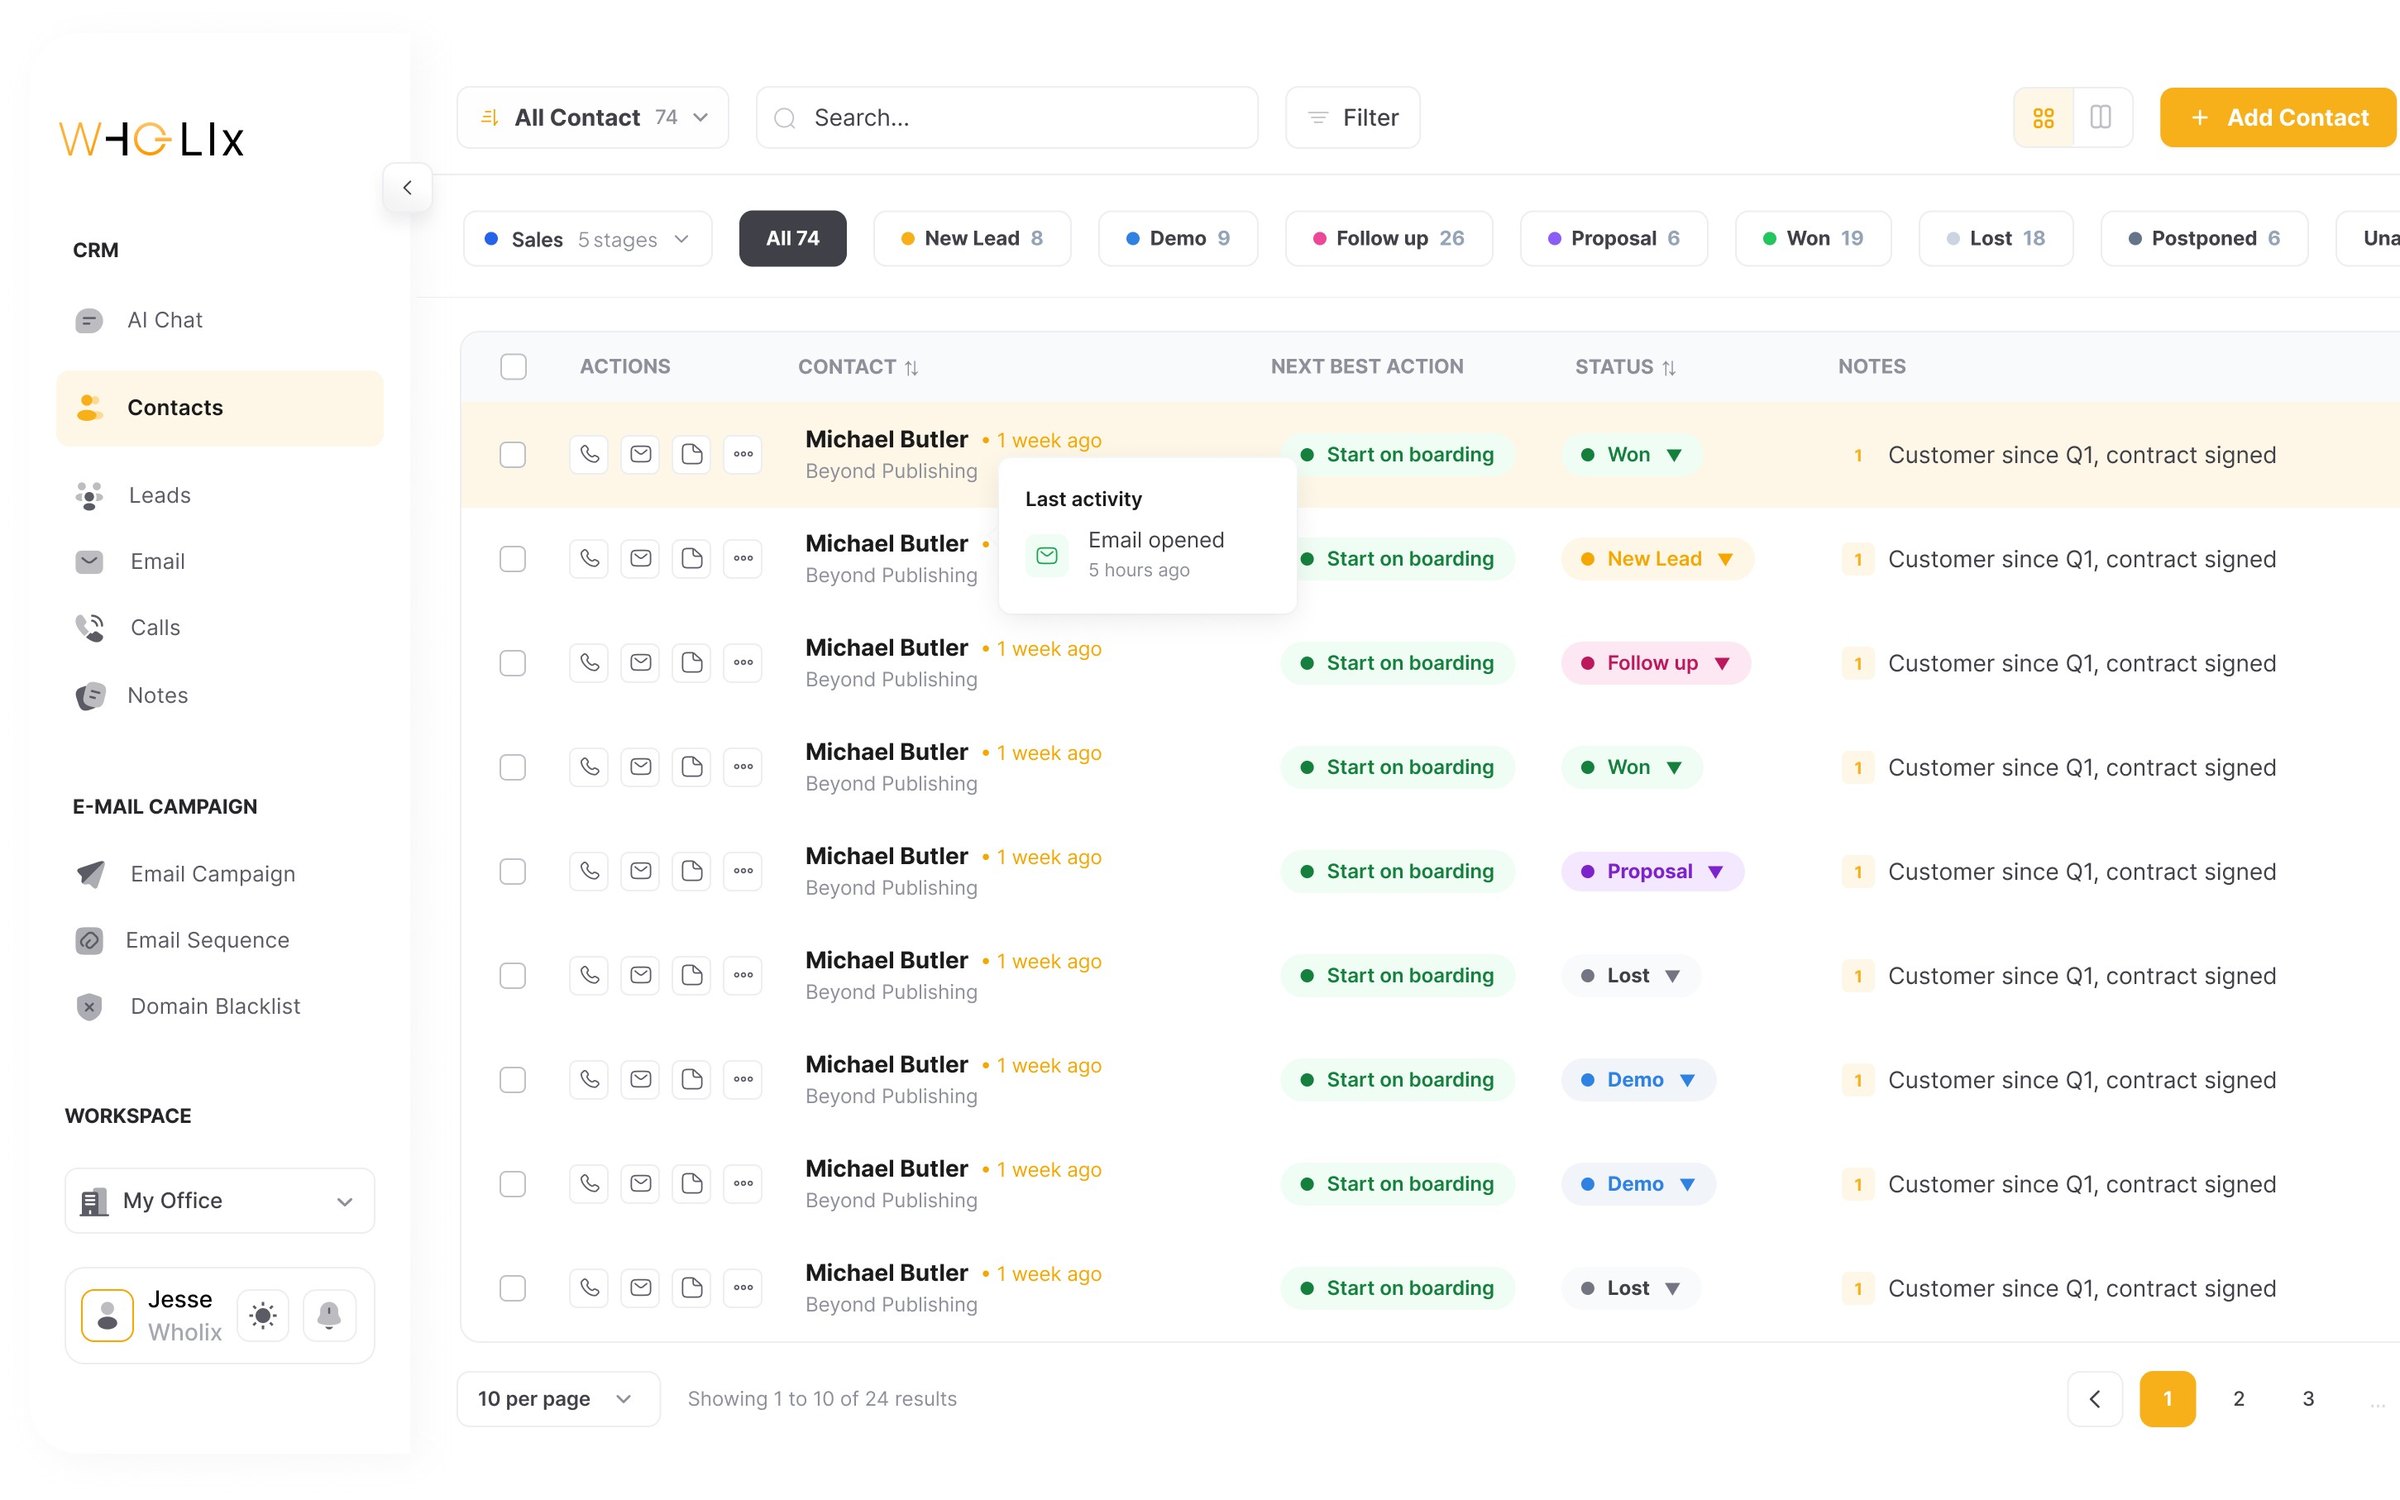 WHOLIx
CRM
AI Chat
Contacts
Leads
Email
Calls
Notes
E-MAIL CAMPAIGN
Email Campaign
Email Sequence
Domain Blacklist
WORKSPACE
My Office
Jesse
Wholix
All Contact 74
Search...
Filter
+ Add Contact
Sales 5 stages
All 74
New Lead 8
Demo 9
Follow up 26
Proposal 6
Won 19
Lost 18
Postponed 6
Una
ACTIONS CONTACT NEXT BEST ACTION STATUS NOTES
Michael Butler • 1 week ago
Beyond Publishing
Start on boarding
Won
1 Customer since Q1, contract signed
Last activity
Email opened
5 hours ago
Michael Butler •
Beyond Publishing
Start on boarding
New Lead
1 Customer since Q1, contract signed
Michael Butler • 1 week ago
Beyond Publishing
Start on boarding
Follow up
1 Customer since Q1, contract signed
Michael Butler • 1 week ago
Beyond Publishing
Start on boarding
Won
1 Customer since Q1, contract signed
Michael Butler • 1 week ago
Beyond Publishing
Start on boarding
Proposal
1 Customer since Q1, contract signed
Michael Butler • 1 week ago
Beyond Publishing
Start on boarding
Lost
1 Customer since Q1, contract signed
Michael Butler • 1 week ago
Beyond Publishing
Start on boarding
Demo
1 Customer since Q1, contract signed
Michael Butler • 1 week ago
Beyond Publishing
Start on boarding
Demo
1 Customer since Q1, contract signed
Michael Butler • 1 week ago
Beyond Publishing
Start on boarding
Lost
1 Customer since Q1, contract signed
10 per page
Showing 1 to 10 of 24 results
1 2 3 ...